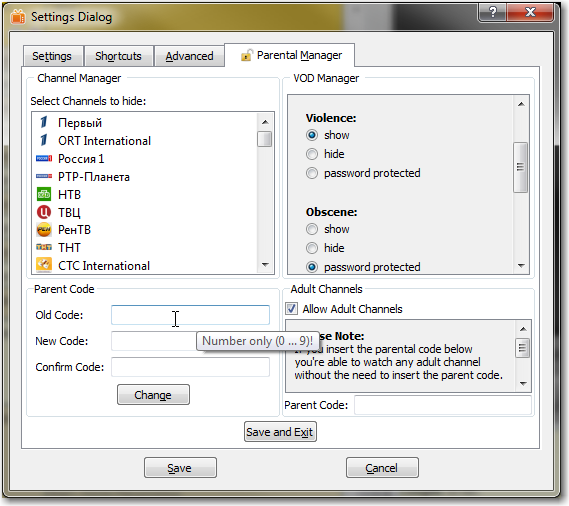 Settings Dialog
Settings
Shortcuts
Advanced
Parental Manager
Channel Manager
Select Channels to hide:
Первый
ORT International
Россия 1
РТР-Планета
НТВ
ТВЦ
РенТВ
ТНТ
СТС International
VOD Manager
Violence:
show
hide
password protected
Obscene:
show
hide
password protected
Parent Code
Old Code:
New Code:
Number only (0 ... 9)!
Confirm Code:
Change
Adult Channels
Allow Adult Channels
Note:
you insert the parental code below
you're able to watch any adult channel
without the need to insert the parent code.
Parent Code:
Save and Exit
Save
Cancel